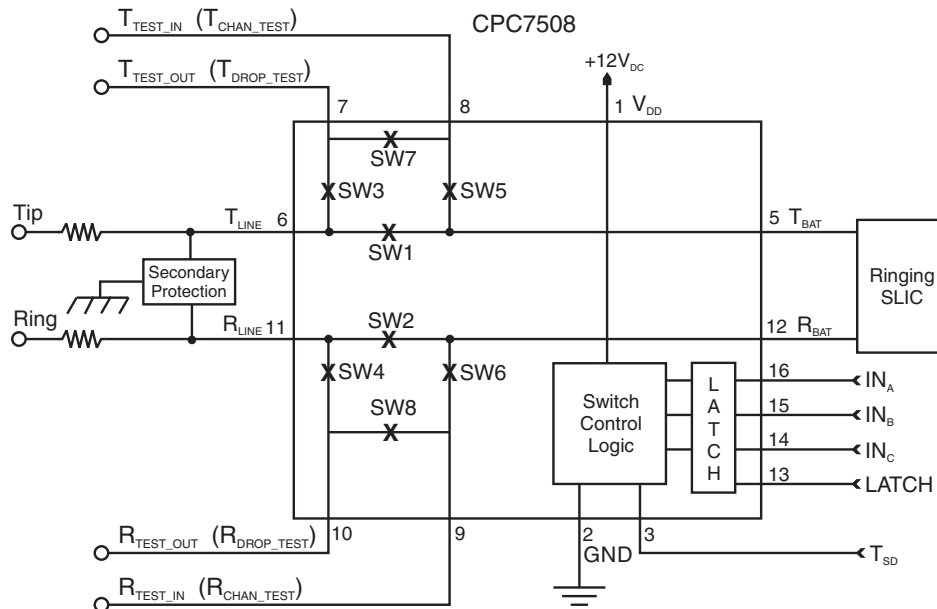 T_TEST_IN (T_CHAN_TEST)
CPC7508
T_TEST_OUT (T_DROP_TEST)
+12V_DC
7
8
1 V_DD
SW7
SW3
SW5
Tip
T_LINE 6
SW1
5 T_BAT
Secondary
Protection
Ringing
SLIC
Ring
R_LINE 11
SW2
12 R_BAT
SW4
SW6
SW8
Switch
Control
Logic
L
A
T
C
H
16 IN_A
15 IN_B
14 IN_C
13 LATCH
10
9
2
3
GND
R_TEST_OUT (R_DROP_TEST)
T_SD
R_TEST_IN (R_CHAN_TEST)